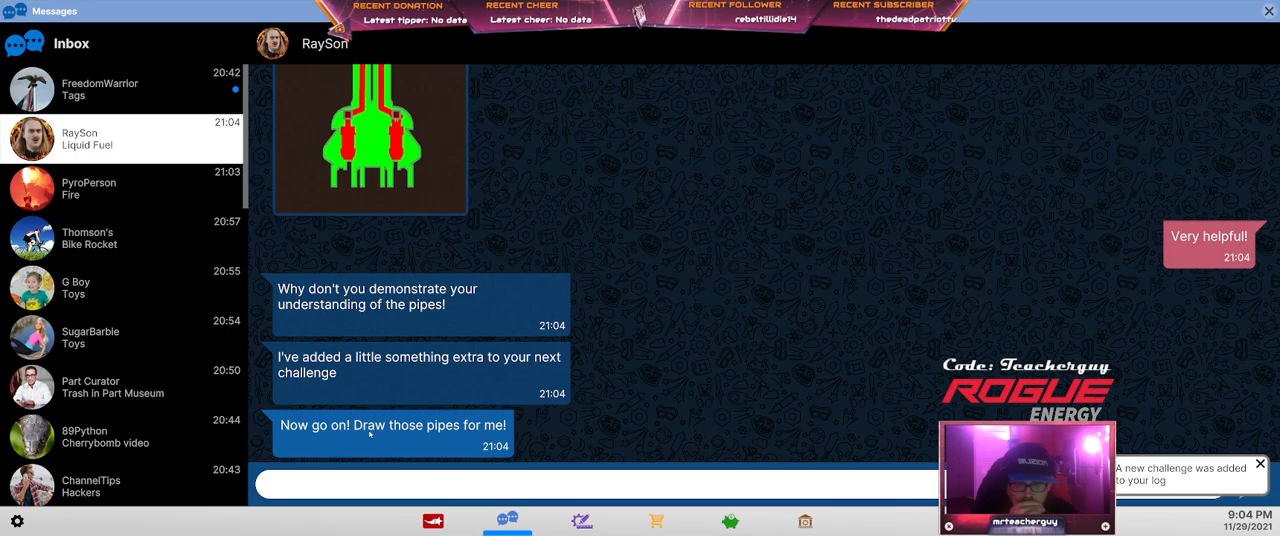 Messages
RECENT DONATION
Latest tipper: No data
RECENT CHEER
Latest cheer: No data
RECENT FOLLOWER
rebeltillidie14
RECENT SUBSCRIBER
thedeadpatriottv
Inbox
RaySon
FreedomWarrior
Tags
20:42
RaySon
Liquid Fuel
21:04
PyroPerson
Fire
21:03
Thomson's
Bike Rocket
20:57
G Boy
Toys
20:55
SugarBarbie
Toys
20:54
Part Curator
Trash in Part Museum
20:50
89Python
Cherrybomb video
20:44
ChannelTips
Hackers
20:43
Very helpful!
21:04
Why don't you demonstrate your
understanding of the pipes!
21:04
I've added a little something extra to your next
challenge
21:04
Now go on! Draw those pipes for me!
21:04
Code: Teacherguy
ROGUE
ENERGY
mrteacherguy
A new challenge was added
to your log
9:04 PM
11/29/2021